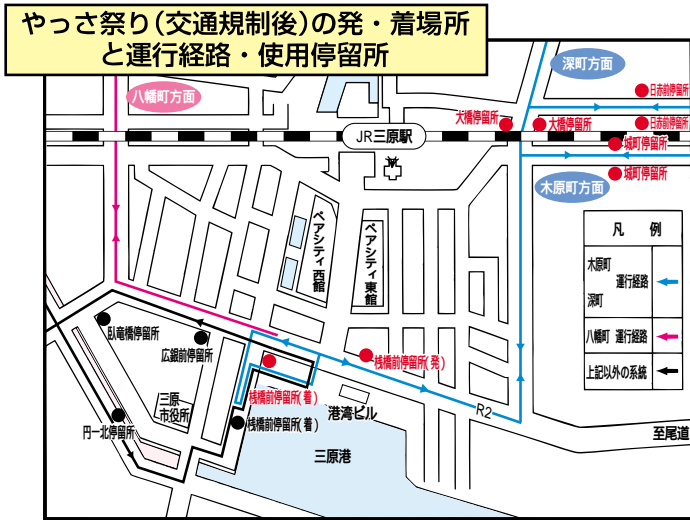 やっさ祭り(交通規制後)の発・着場所
と運行経路・使用停留所
深町方面
八幡町方面
日赤前停留所
大橋停留所
大橋停留所
日赤前停留所
JR三原駅
城町停留所
城町停留所
木原町方面
ペアシティ西館
ペアシティ東館
凡 例
木原町
運行経路
深町
八幡町 運行経路
上記以外の系統
臥竜橋停留所
広銀前停留所
桟橋前停留所(発)
桟橋前停留所(着)
三原
市役所
港湾ビル
R2
桟橋前停留所(着)
円一北停留所
三原港
至尾道